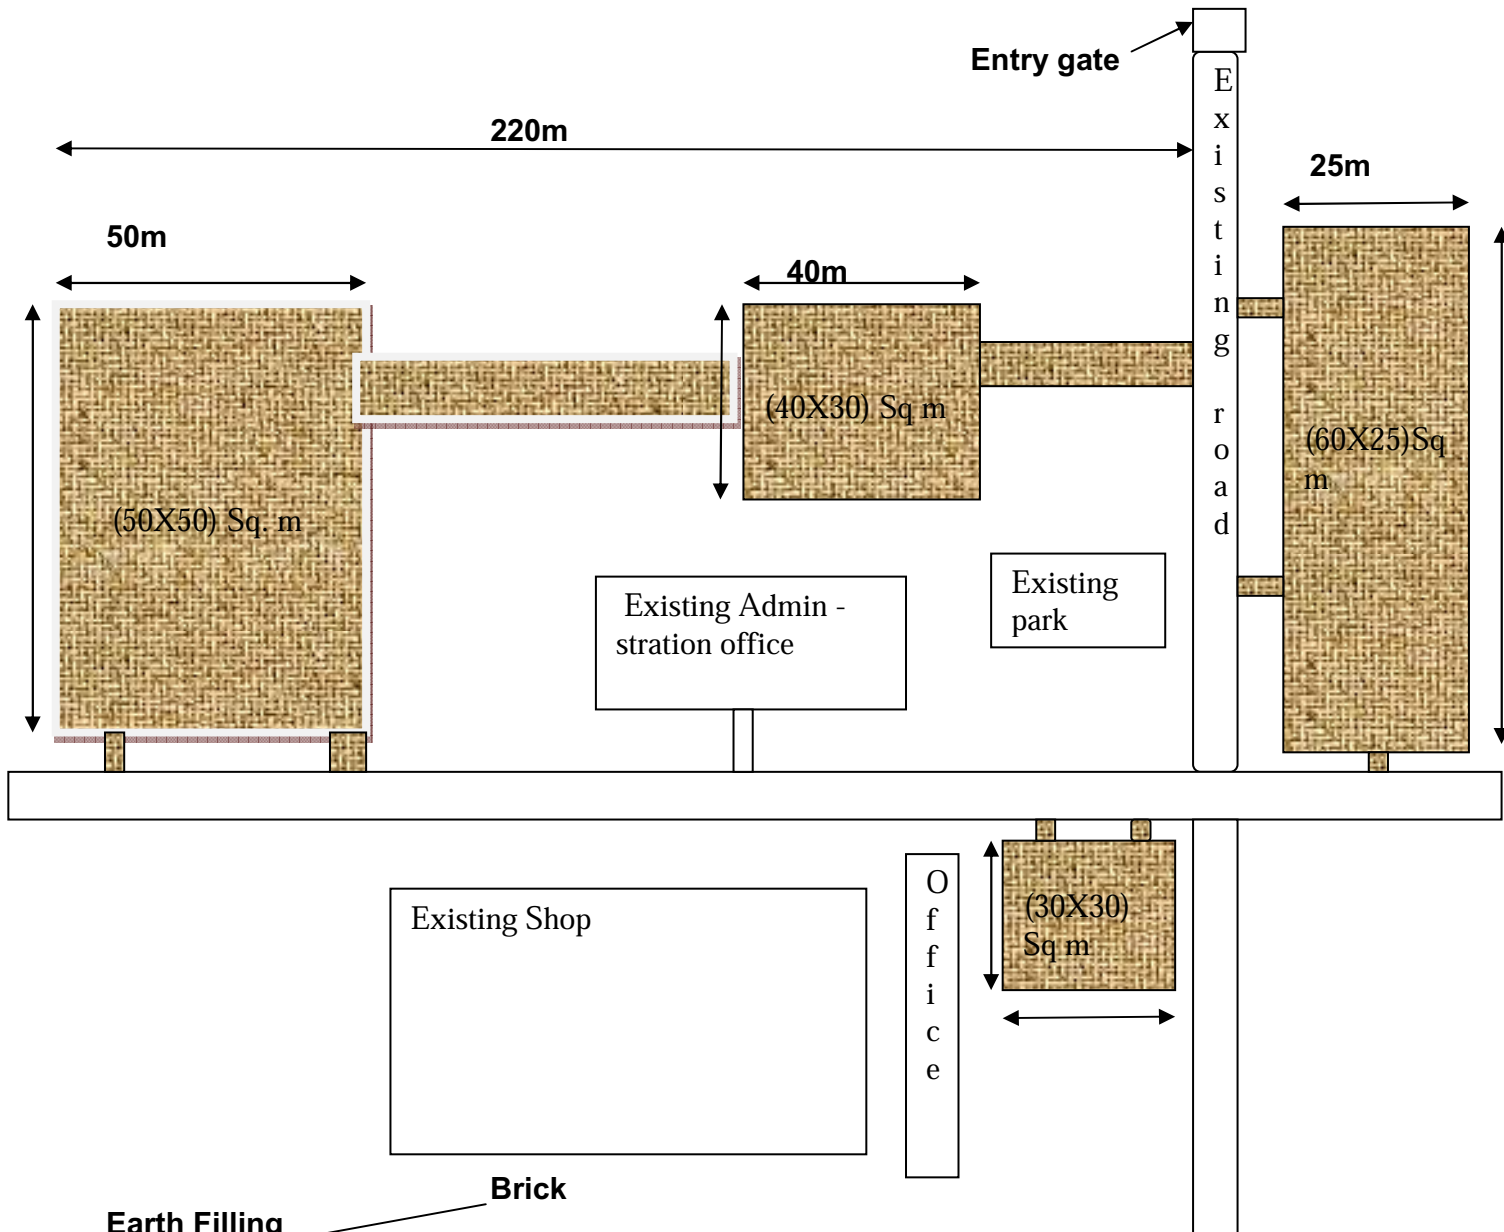 Entry gate
Existing road
220m
25m
50m
40m
(40X30) Sq m
(60X25)Sq
m
(50X50) Sq. m
Existing
park
Existing Admin -
stration office
Existing Shop
Office
(30X30)
Sq m
Brick
Earth Filling